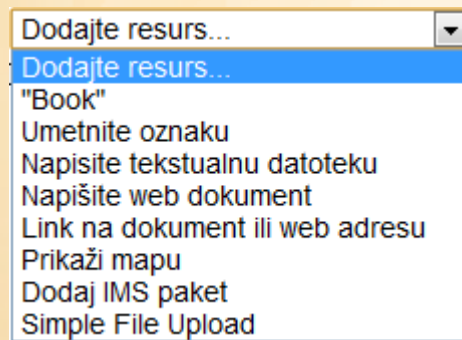 Dodajte resurs...
Dodajte resurs...
"Book"
Umetnite oznaku
Napisite tekstualnu datoteku
Napišite web dokument
Link na dokument ili web adresu
Prikaži mapu
Dodaj IMS paket
Simple File Upload